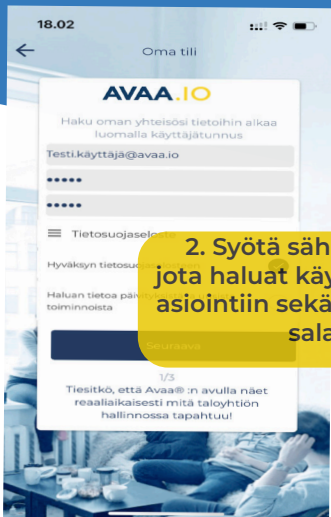 18.02
Oma tili
AVAA.IO
Haku oman yhteisösi tietoihin alkaa
luomalla käyttäjätunnus
Testi.käyttäjä@avaa.io
•••••
•••••
Tietosuojaseloste
Hyväksyn
Haluan tietoa
toiminnoista
2. Syötä säh
jota haluat käy
asiointiin sekä
sala
Seuraava
1/3
Tiesitkö, että Avaa® :n avulla näet
reaaliaikaisesti mitä taloyhtiön
hallinnossa tapahtuu!